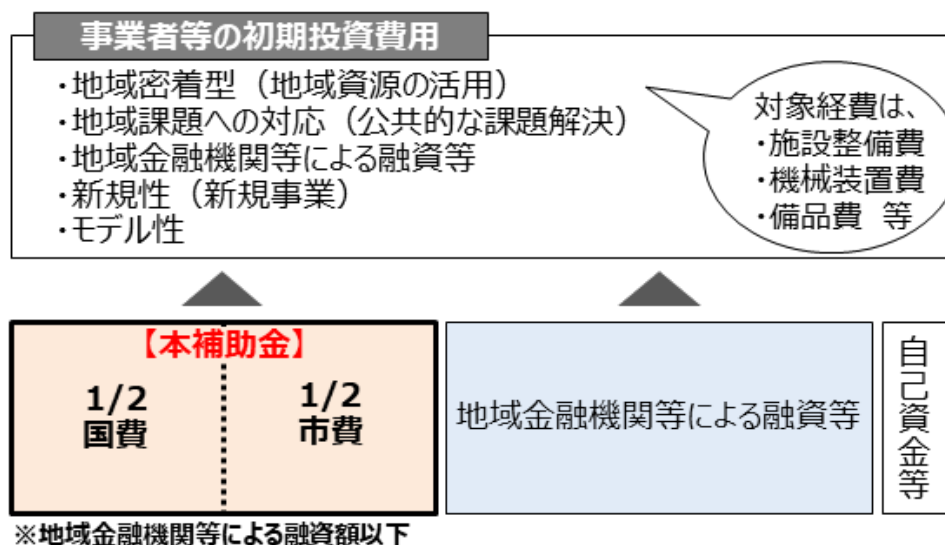 事業者等の初期投資費用
・地域密着型（地域資源の活用）
・地域課題への対応（公共的な課題解決）
・地域金融機関等による融資等
・新規性（新規事業）
・モデル性
対象経費は、
・施設整備費
・機械装置費
・備品費 等
【本補助金】
1/2
国費
1/2
市費
地域金融機関等による融資等
自己資金等
※地域金融機関等による融資額以下